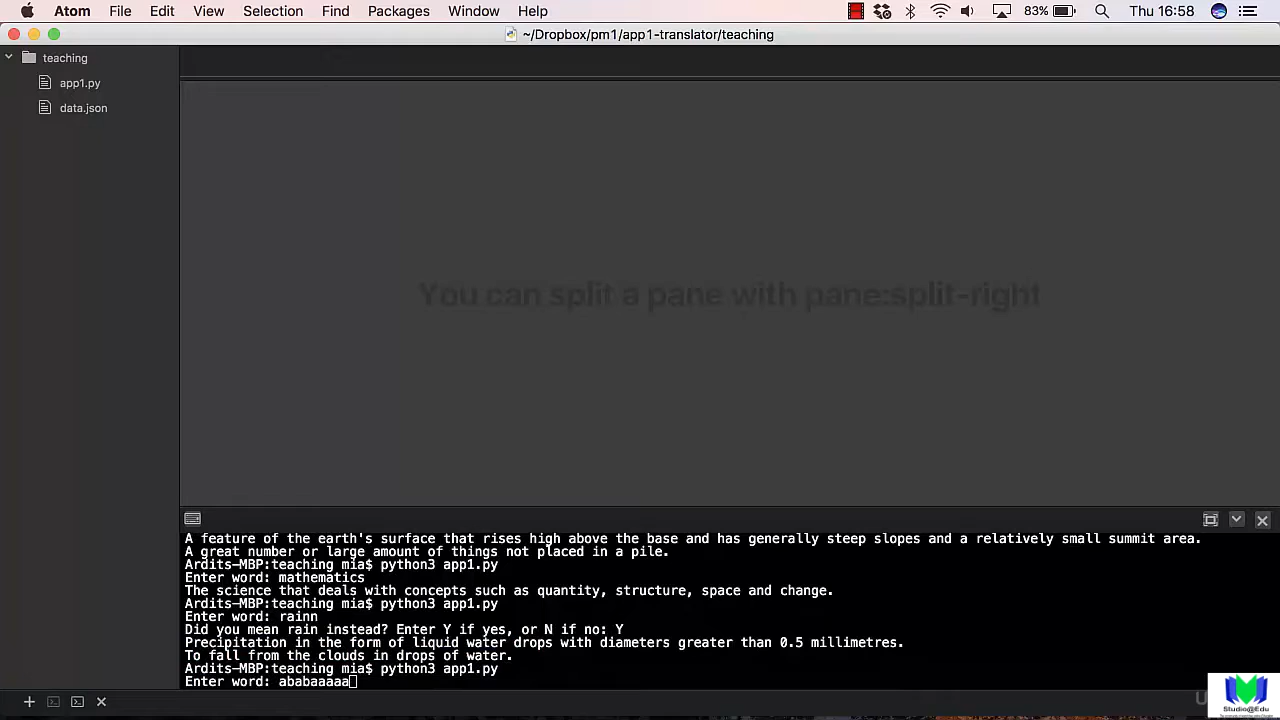 Atom File Edit View Selection Find Packages Window Help 83% Thu 16:58
~/Dropbox/pm1/app1-translator/teaching
teaching
app1.py
data.json
You can split a pane with pane:split-right
A feature of the earth's surface that rises high above the base and has generally steep slopes and a relatively small summit area.
A great number or large amount of things not placed in a pile.
Ardits-MBP:teaching mia$ python3 app1.py
Enter word: mathematics
The science that deals with concepts such as quantity, structure, space and change.
Ardits-MBP:teaching mia$ python3 app1.py
Enter word: rainn
Did you mean rain instead? Enter Y if yes, or N if no: Y
Precipitation in the form of liquid water drops with diameters greater than 0.5 millimetres.
To fall from the clouds in drops of water.
Ardits-MBP:teaching mia$ python3 app1.py
Enter word: ababaaaaa
Studio@Edu